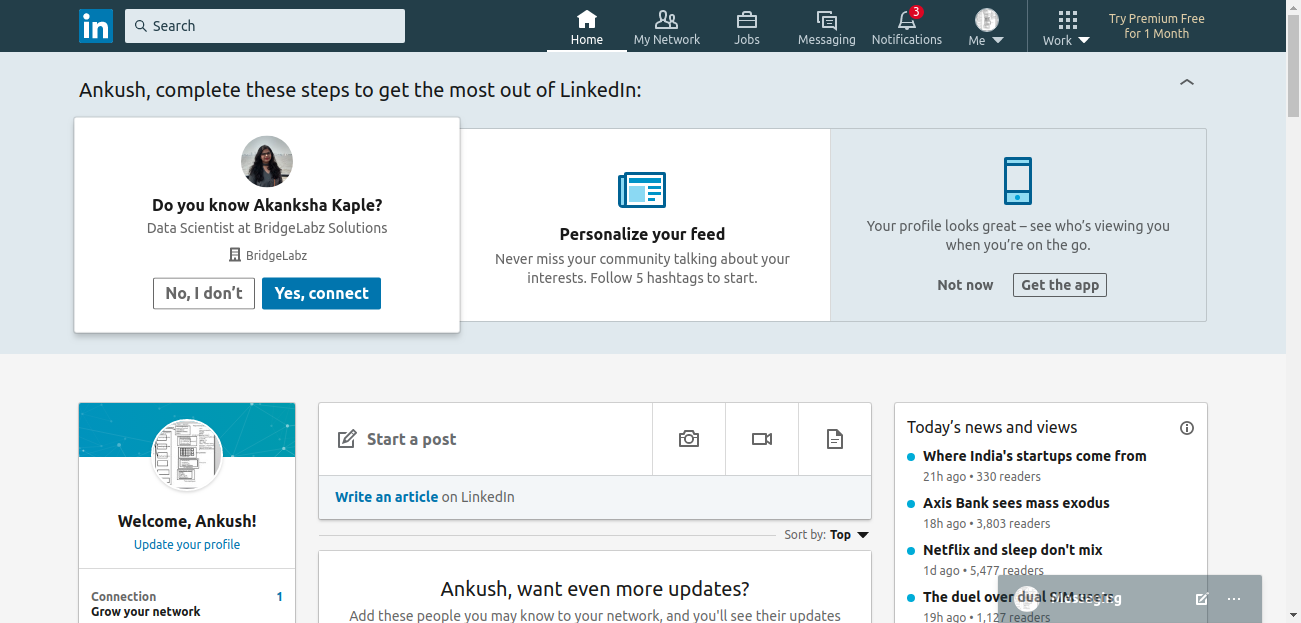 in
Search
Home
My Network
Jobs
Messaging
3
Notifications
Me
Work
Try Premium Free
for 1 Month
Ankush, complete these steps to get the most out of LinkedIn:
Do you know Akanksha Kaple?
Data Scientist at BridgeLabz Solutions
BridgeLabz
No, I don't
Yes, connect
Personalize your feed
Never miss your community talking about your
interests. Follow 5 hashtags to start.
Your profile looks great – see who's viewing you
when you're on the go.
Not now
Get the app
Welcome, Ankush!
Update your profile
Connection 1
Grow your network
Start a post
Write an article on LinkedIn
Sort by: Top
Ankush, want even more updates?
Add these people you may know to your network, and you'll see their updates
Today's news and views
Where India's startups come from
21h ago • 330 readers
Axis Bank sees mass exodus
18h ago • 3,803 readers
Netflix and sleep don't mix
1d ago • 5,477 readers
The duel over dual SIM users
19h ago • 1,127 readers
Messaging